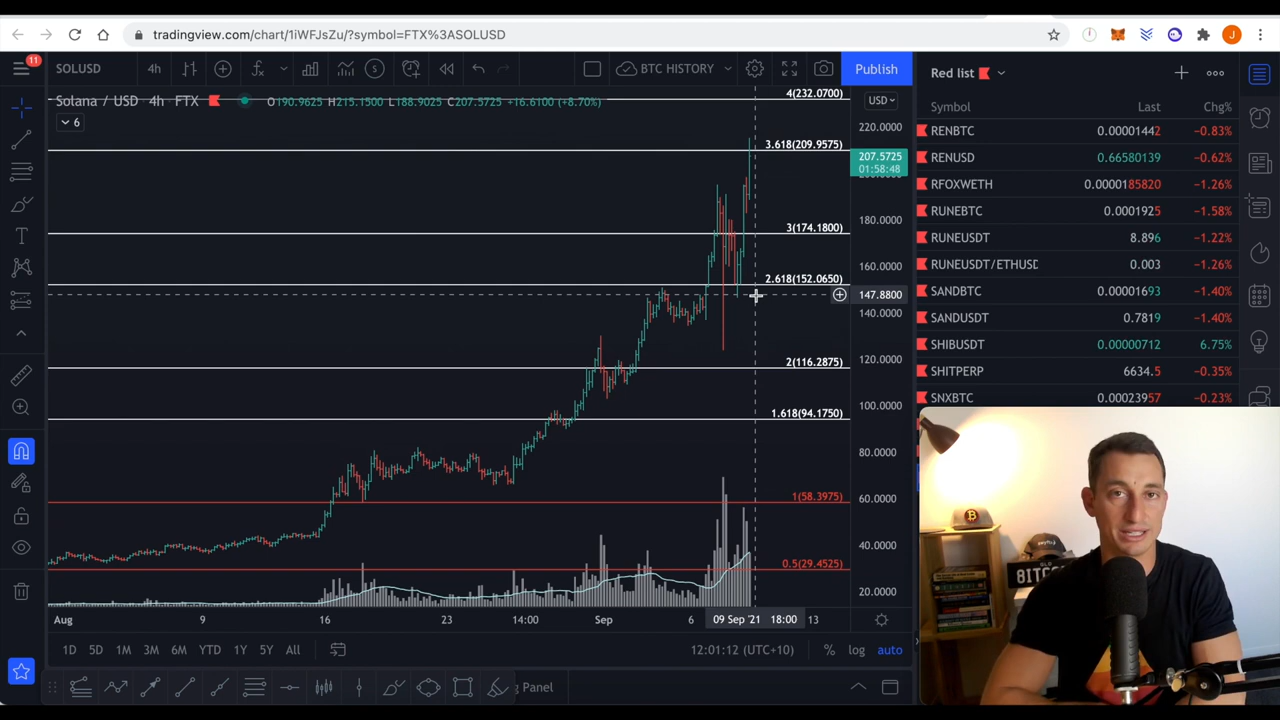 tradingview.com/chart/1iWFJsZu/?symbol=FTX%3ASOLUSD
J
11
SOLUSD
4h
BTC HISTORY
Publish
Red list
Solana / USD 4h FTX O190.9625 H215.1500 L188.9025 C207.5725 +16.6100 (+8.70%)
6
USD
4(232.0700)
3.618(209.9575)
3(174.1800)
2.618(152.0650)
2(116.2875)
1.618(94.1750)
1(58.3975)
0.5(29.4525)
220.0000
207.5725
01:58:48
180.0000
160.0000
147.8800
140.0000
120.0000
100.0000
80.0000
60.0000
40.0000
20.0000
Aug 9 16 23 14:00 Sep 6 09 Sep '21 18:00 13
1D 5D 1M 3M 6M YTD 1Y 5Y All
12:01:12 (UTC+10) % log auto
Panel
Symbol Last Chg%
RENBTC 0.00001442 −0.83%
RENUSD 0.66580139 −0.62%
RFOXWETH 0.0000185820 −1.26%
RUNEBTC 0.0001925 −1.58%
RUNEUSDT 8.896 −1.22%
RUNEUSDT/ETHUSD 0.003 −1.26%
SANDBTC 0.00001693 −1.40%
SANDUSDT 0.7819 −1.40%
SHIBUSDT 0.00000712 6.75%
SHITPERP 6634.5 −0.35%
SNXBTC 0.00023957 −0.23%